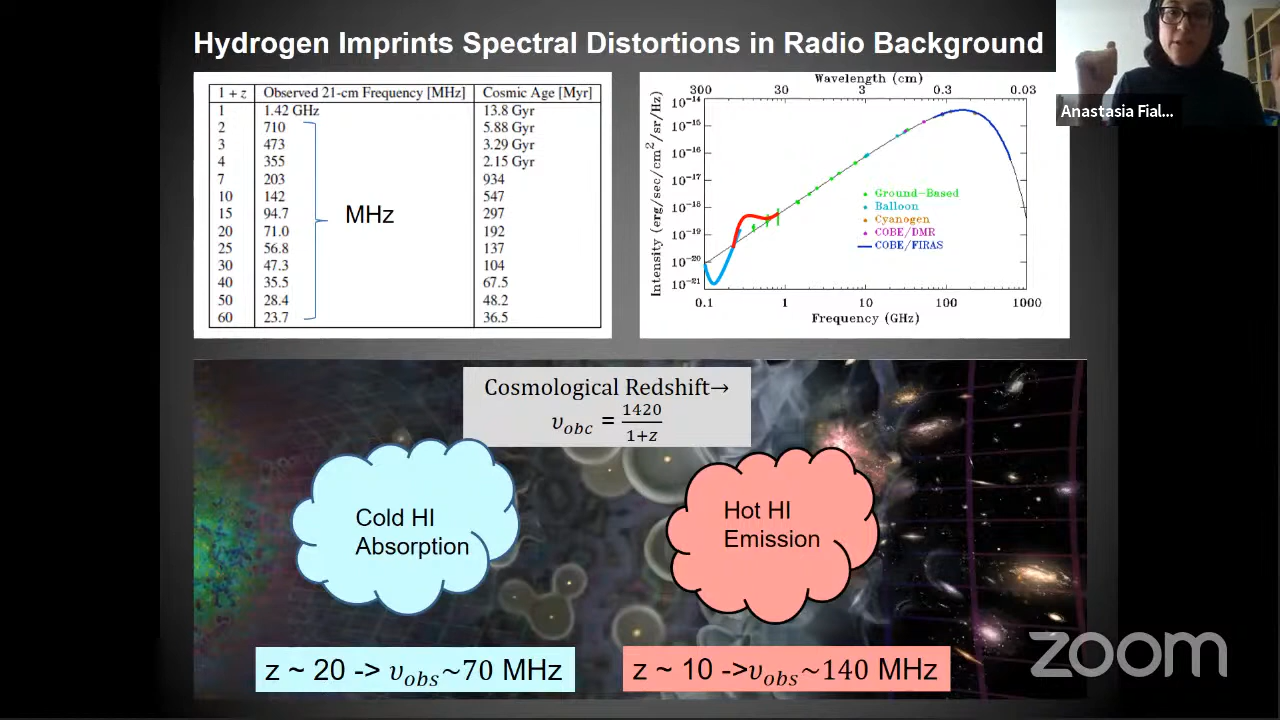 Hydrogen Imprints Spectral Distortions in Radio Background
Anastasia Fial...
1 + z Observed 21-cm Frequency [MHz] Cosmic Age [Myr]
1 1.42 GHz 13.8 Gyr
2 710 5.88 Gyr
3 473 3.29 Gyr
4 355 2.15 Gyr
7 203 934
10 142 547
15 94.7 297
20 71.0 192
25 56.8 137
30 47.3 104
40 35.5 67.5
50 28.4 48.2
60 23.7 36.5
MHz
Wavelength (cm)
300 30 3 0.3 0.03
Intensity (erg/sec/cm²/sr/Hz)
10⁻¹⁴
10⁻¹⁵
10⁻¹⁶
10⁻¹⁷
10⁻¹⁸
10⁻¹⁹
10⁻²⁰
10⁻²¹
Ground-Based
Balloon
Cyanogen
COBE/DMR
COBE/FIRAS
0.1 1 10 100 1000
Frequency (GHz)
Cosmological Redshift→
υobc = 1420/1+z
Cold HI
Absorption
Hot HI
Emission
z ~ 20 -> υobs~70 MHz
z ~ 10 ->υobs~140 MHz
zoom